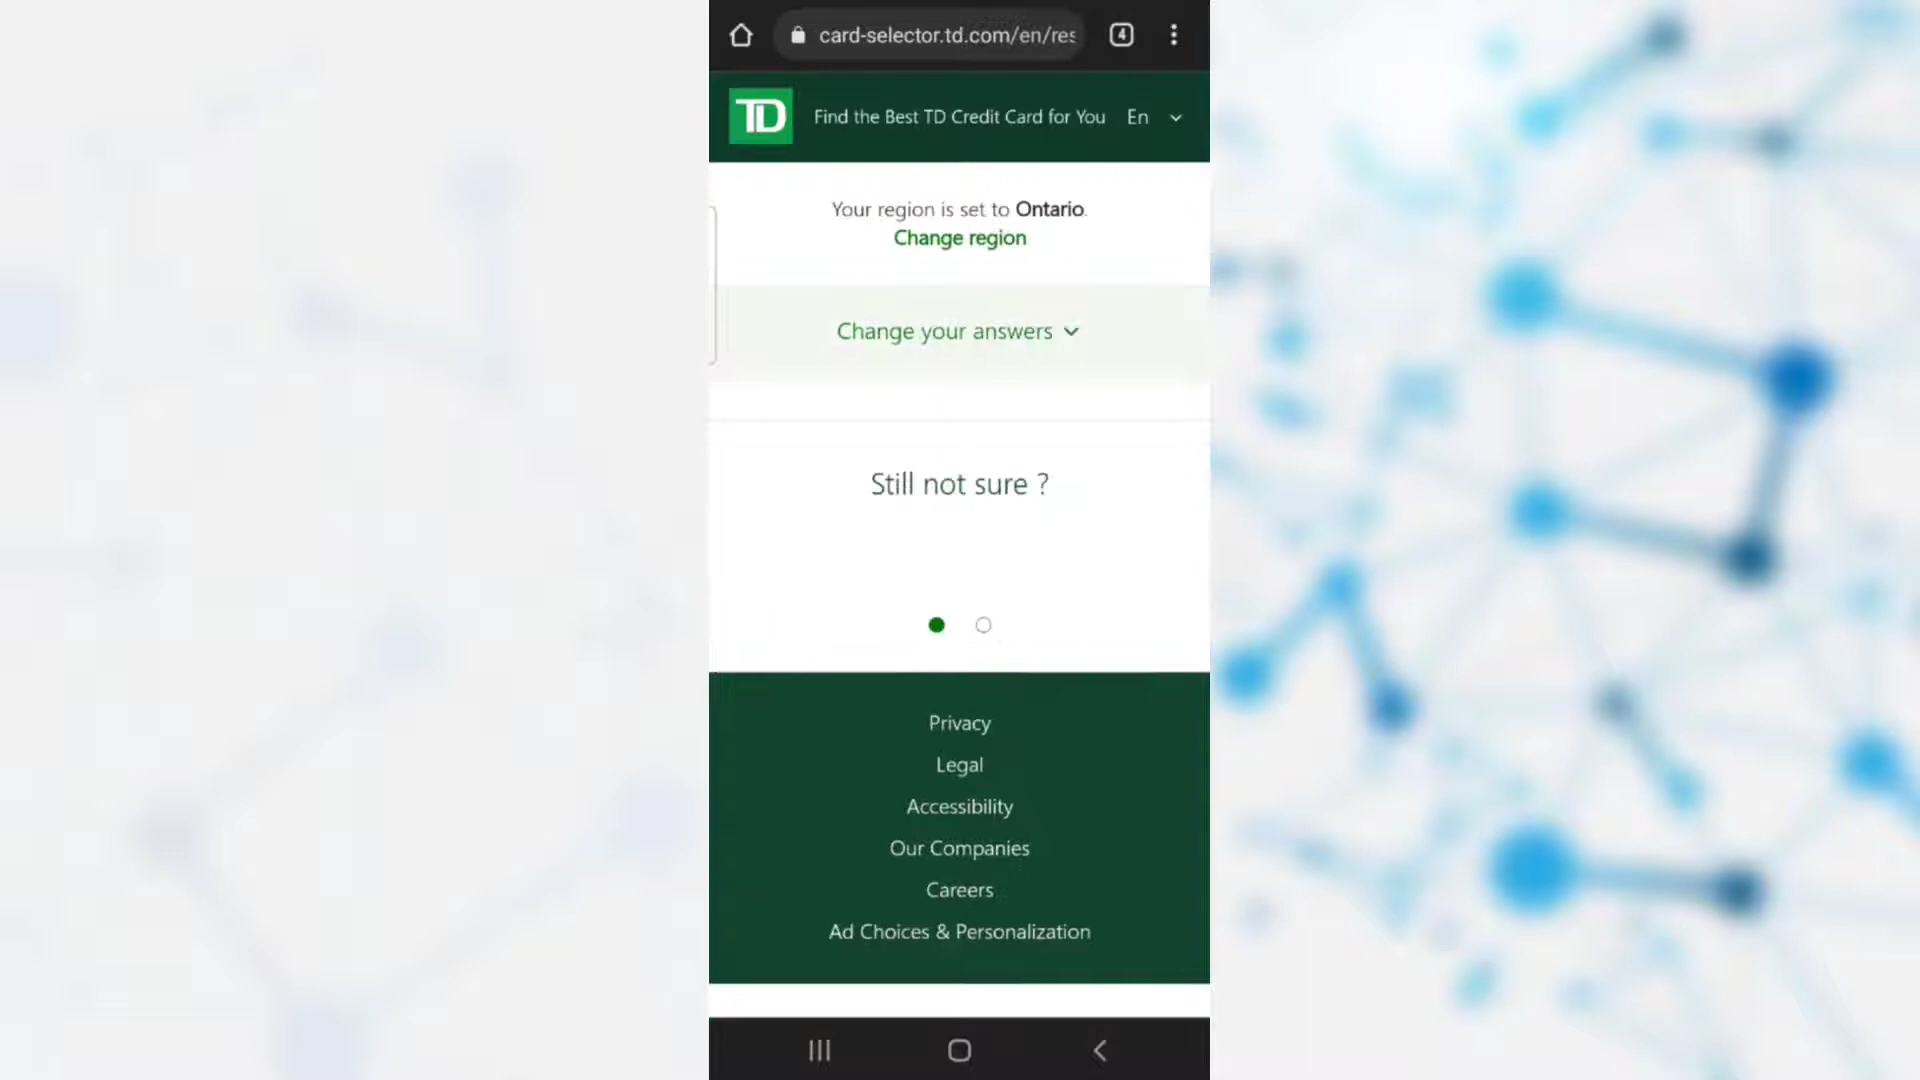 card-selector.td.com/en/res
4
TD
Find the Best TD Credit Card for You
En
Your region is set to Ontario.
Change region
Change your answers
Still not sure ?
Privacy
Legal
Accessibility
Our Companies
Careers
Ad Choices & Personalization